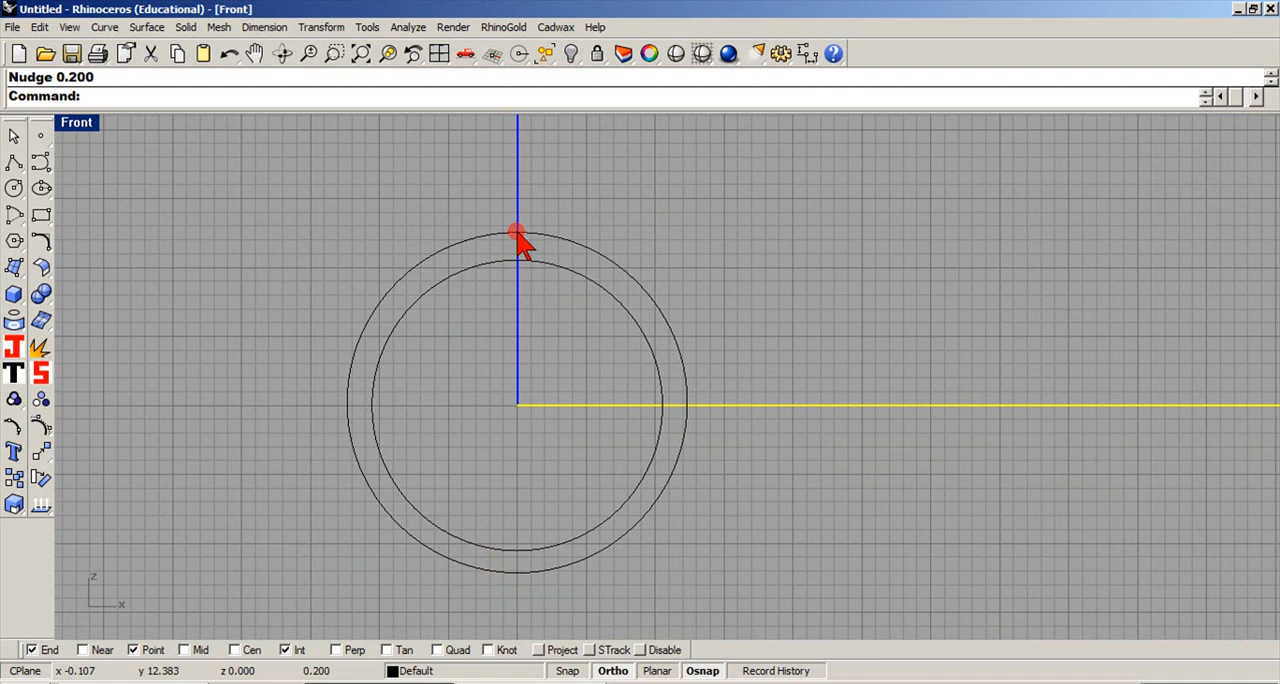 Untitled - Rhinoceros (Educational) - [Front]
File Edit View Curve Surface Solid Mesh Dimension Transform Tools Analyze Render RhinoGold Cadwax Help
Nudge 0.200
Command:
Front
J
T S
T
z
x
End Near Point Mid Cen Int Perp Tan Quad Knot Project STrack Disable
CPlane x -0.107 y 12.383 z 0.000 0.200 Default Snap Ortho Planar Osnap Record History